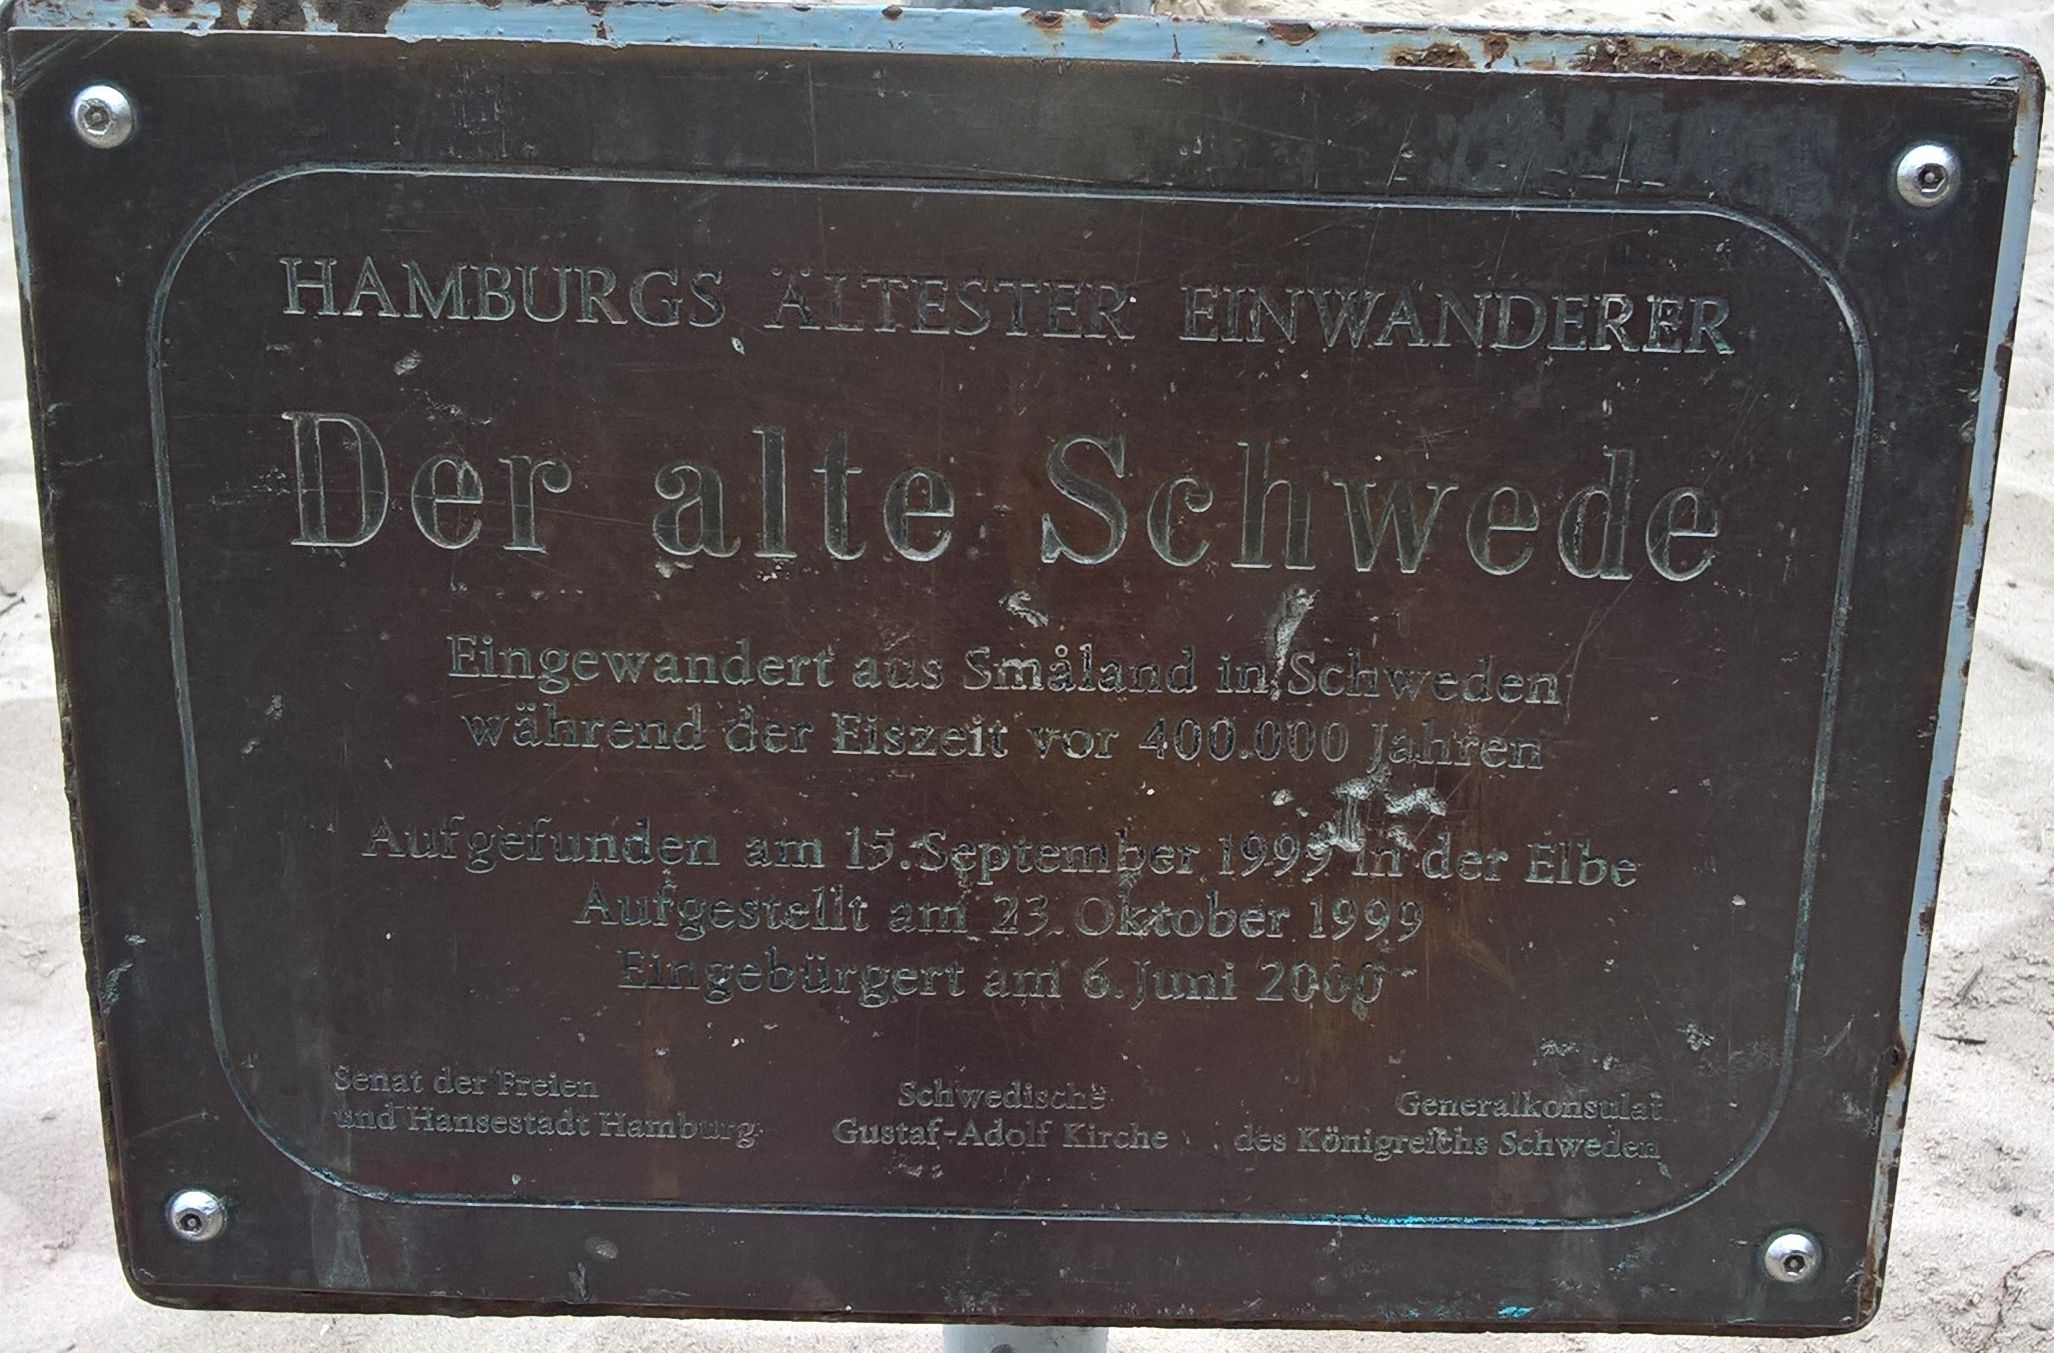 HAMBURGS ÄLTESTER EINWANDERER
Der alte Schwede
Eingewandert aus Småland in Schweden
während der Eiszeit vor 400.000 Jahren
Aufgefunden am 15. September 1999 in der Elbe
Aufgestellt am 23. Oktober 1999
Eingebürgert am 6. Juni 2000
Senat der Freien
und Hansestadt Hamburg
Schwedische
Gustaf-Adolf Kirche
Generalkonsulat
des Königreichs Schweden